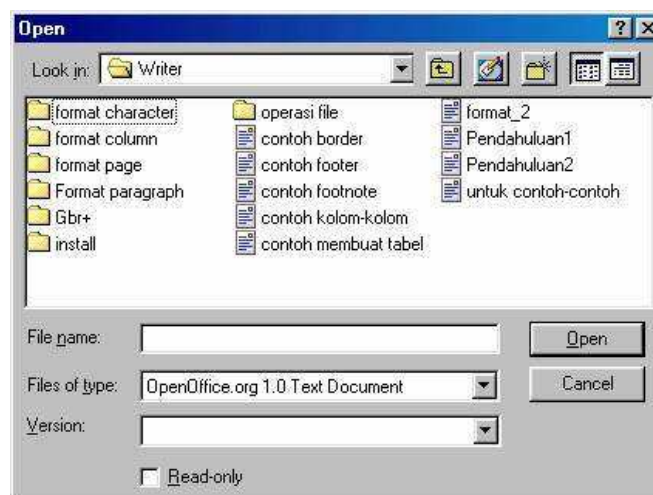 Open
Look in: Writer
format character
format column
format page
Format paragraph
Gbr+
install
operasi file
contoh border
contoh footer
contoh footnote
contoh kolom-kolom
contoh membuat tabel
format_2
Pendahuluan1
Pendahuluan2
untuk contoh-contoh
File name:
Open
Files of type: OpenOffice.org 1.0 Text Document
Cancel
Version:
Read-only